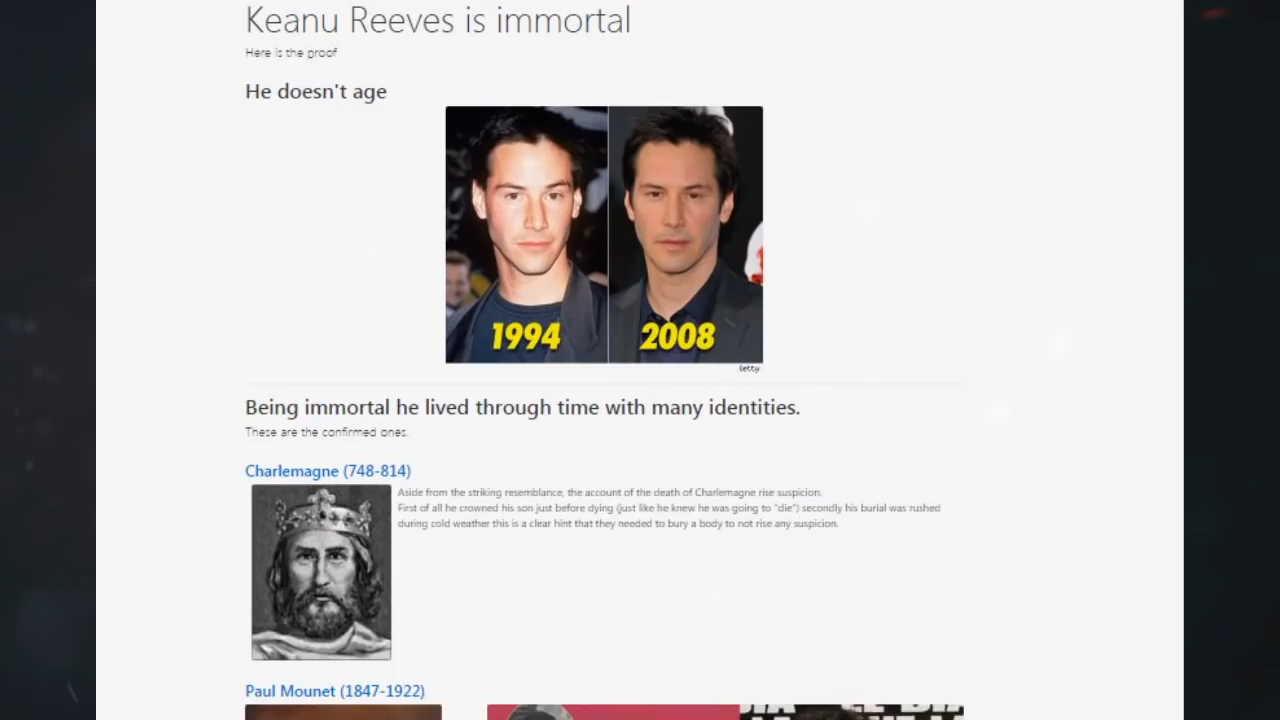 Keanu Reeves is immortal
Here is the proof
He doesn't age
1994
2008
Getty
Being immortal he lived through time with many identities.
These are the confirmed ones.
Charlemagne (748-814)
Aside from the striking resemblance, the account of the death of Charlemagne rise suspicion.
First of all he crowned his son just before dying (just like he knew he was going to "die") secondly his burial was rushed
during cold weather this is a clear hint that they needed to bury a body to not rise any suspicion.
Paul Mounet (1847-1922)